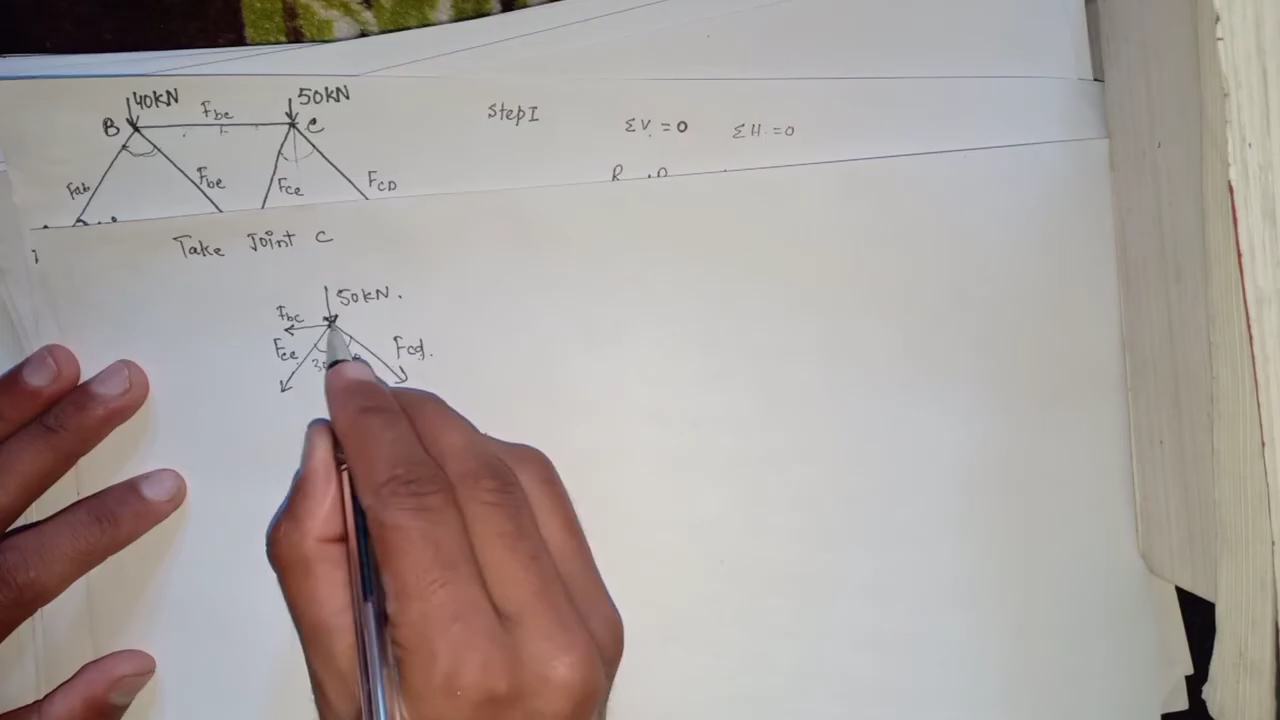 40KN
50KN
Fbc
B
C
Step I
ΣV. = 0
ΣH. = 0
Fab
Fbe
Fce
FCD
Take Joint C
50KN.
Fbc
Fce
Fcd.